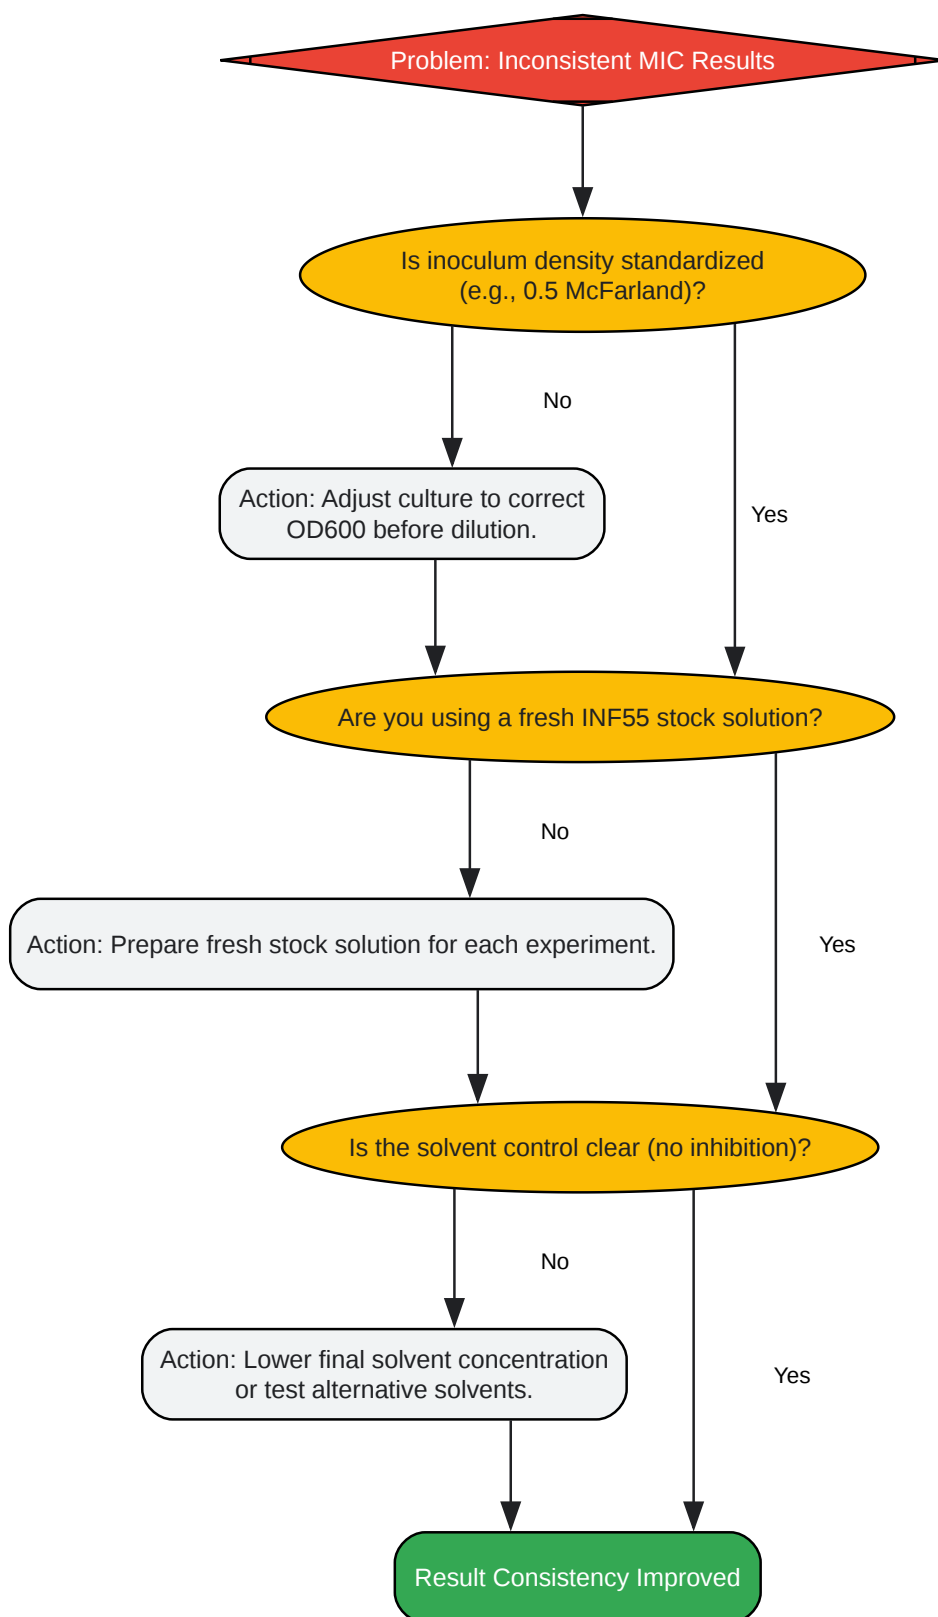 Problem: Inconsistent MIC Results
Is inoculum density standardized
(e.g., 0.5 McFarland)?
No
Action: Adjust culture to correct
OD600 before dilution.
Yes
Are you using a fresh INF55 stock solution?
No
Action: Prepare fresh stock solution for each experiment.
Yes
Is the solvent control clear (no inhibition)?
No
Action: Lower final solvent concentration
or test alternative solvents.
Yes
Result Consistency Improved